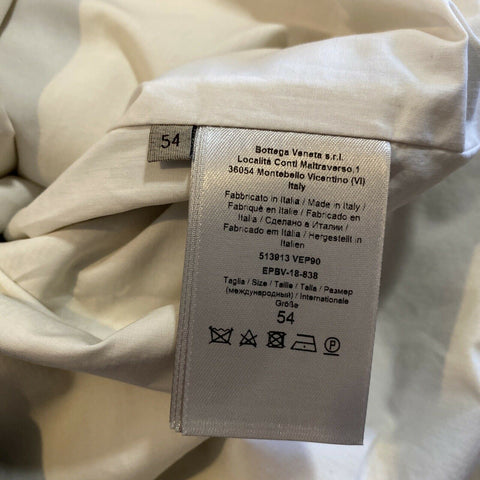 54
Bottega Veneta s.r.l.
Località Conti Maltraverso,1
36054 Montebello Vicentino (VI)
Italy
Fabbricato in Italia / Made in Italy /
Fabriqué en Italie / Fabricado en
Italia / Сделано в Италии /
Fabricado em Itália / Hergestellt in
Italien
513913 VEP90
EPBV-18-838
Taglia / Size / Taille / Talla / Размер
(международный) / Internationale
Größe
54